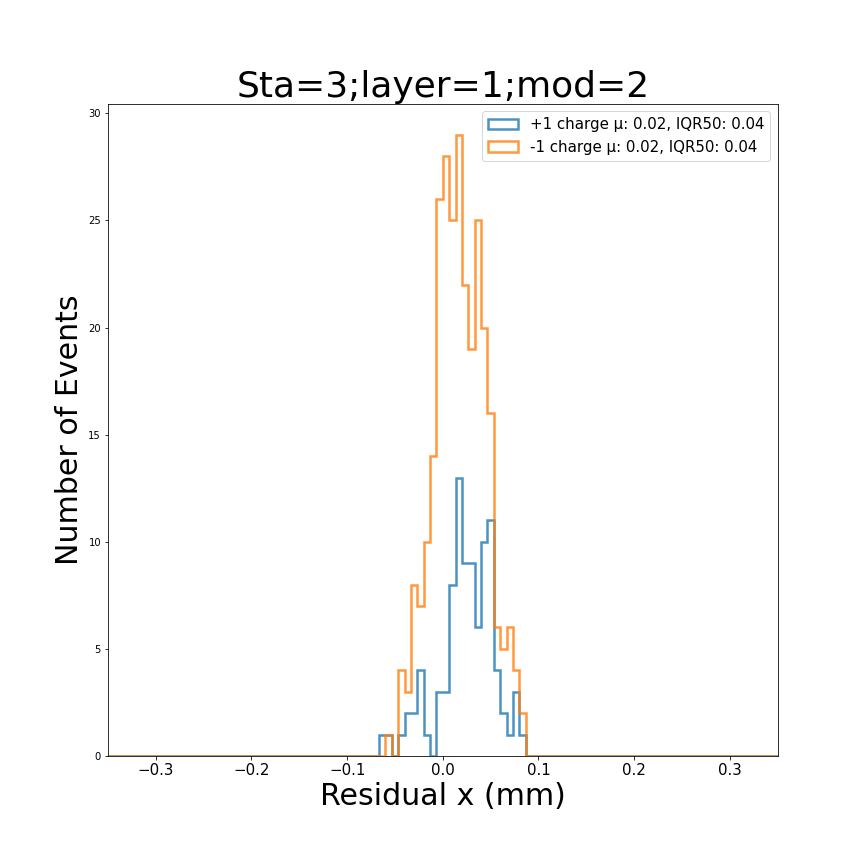 Sta=3;layer=1;mod=2
+1 charge μ: 0.02, IQR50: 0.04
-1 charge μ: 0.02, IQR50: 0.04
Number of Events
30
25
20
15
10
5
0
−0.3 −0.2 −0.1 0.0 0.1 0.2 0.3
Residual x (mm)